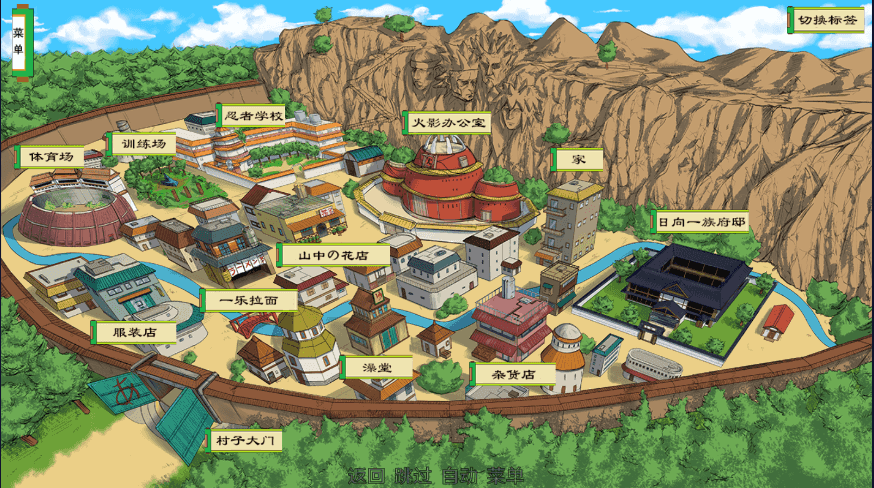 菜单
切换标签
忍者学校
火影办公室
训练场
体育场
家
日向一族府邸
山中の花店
一乐拉面
服装店
澡堂
杂货店
村子大门
返回 跳过 自动 菜单